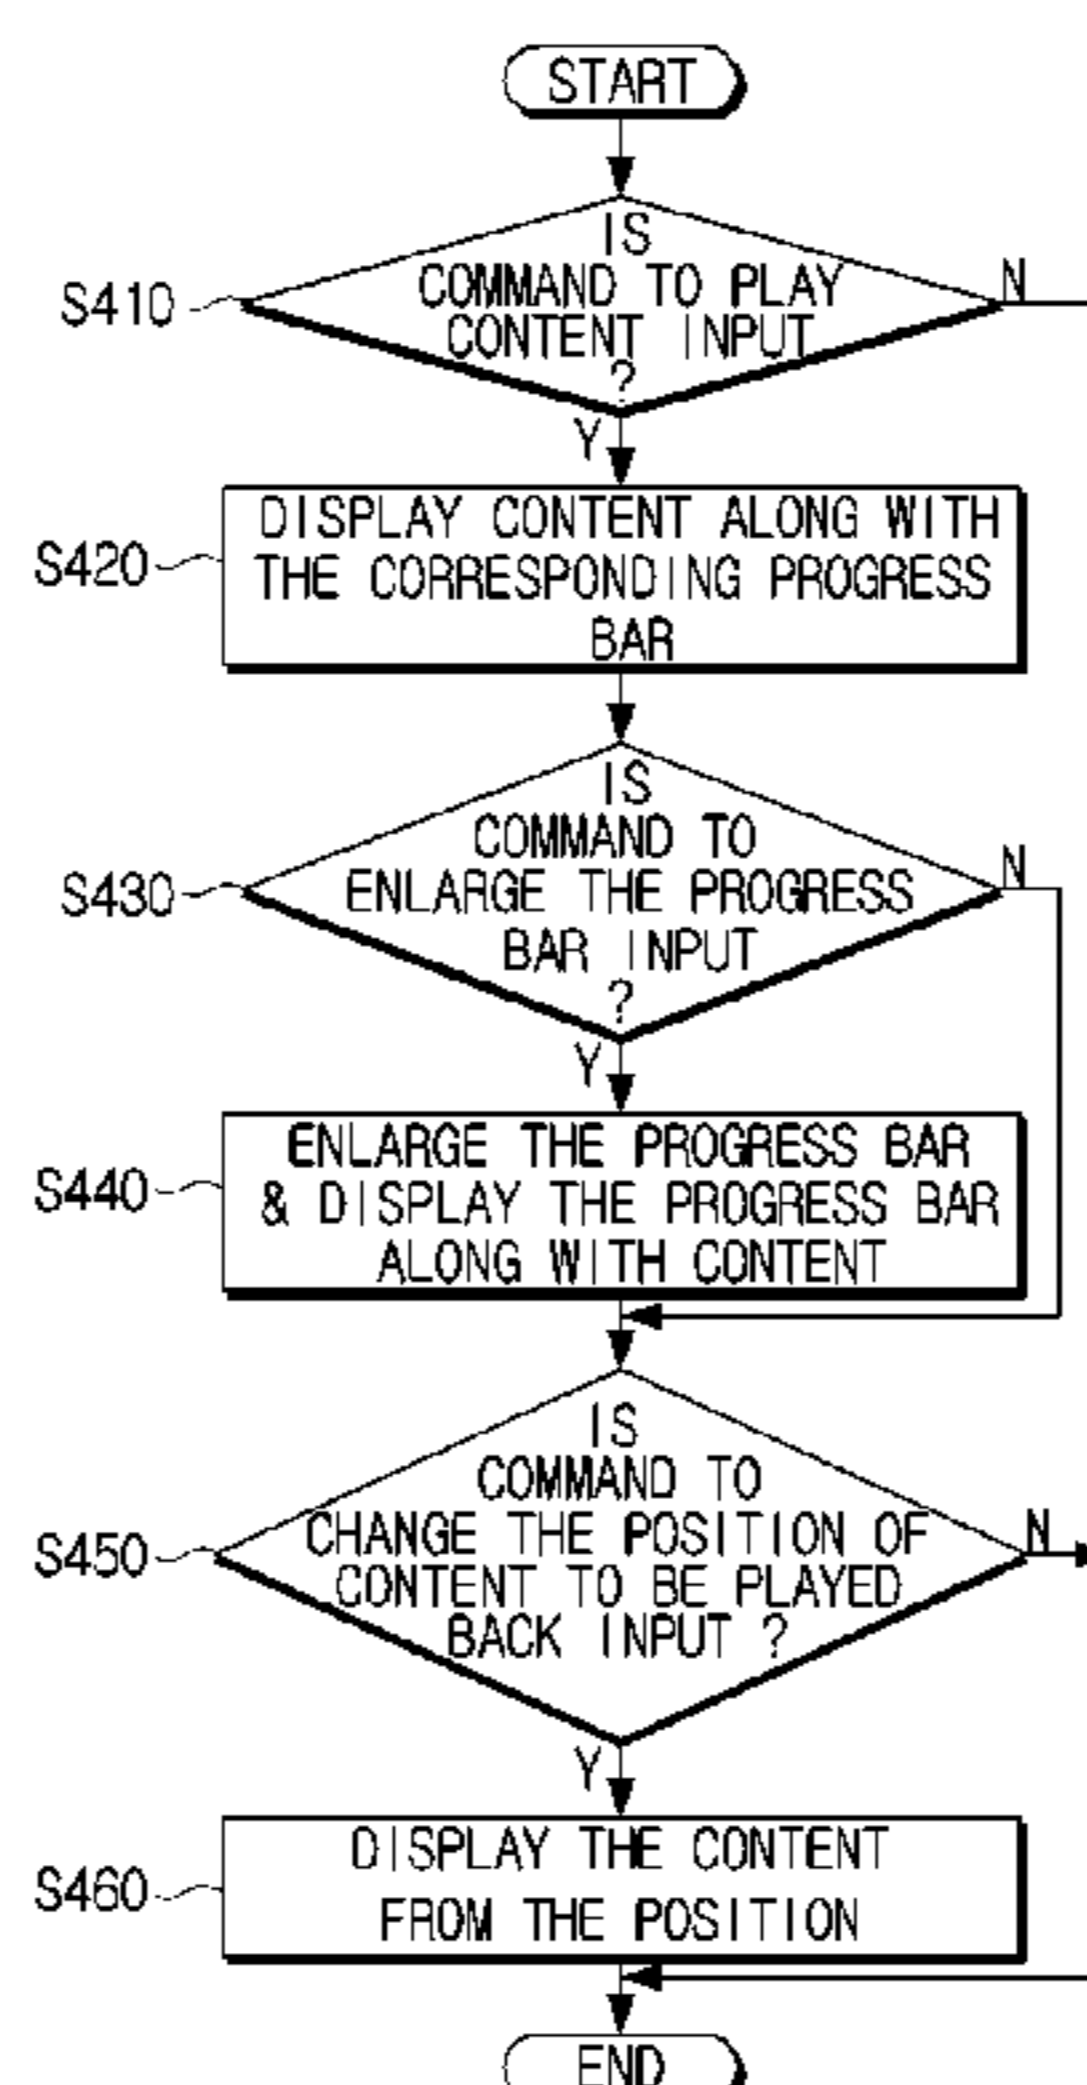 START
IS
COMMAND TO PLAY
CONTENT INPUT
?
S410
N
Y
DISPLAY CONTENT ALONG WITH
THE CORRESPONDING PROGRESS
BAR
S420
IS
COMMAND TO
ENLARGE THE PROGRESS
BAR INPUT
?
S430
N
Y
ENLARGE THE PROGRESS BAR
& DISPLAY THE PROGRESS BAR
ALONG WITH CONTENT
S440
IS
COMMAND TO
CHANGE THE POSITION OF
CONTENT TO BE PLAYED
BACK INPUT ?
S450
N
Y
DISPLAY THE CONTENT
FROM THE POSITION
S460
END